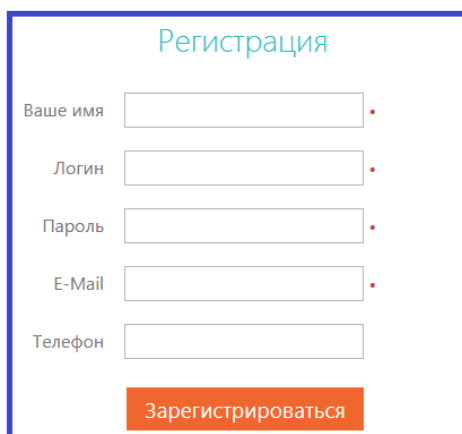 Регистрация
Ваше имя
Логин
Пароль
E-Mail
Телефон
Зарегистрироваться